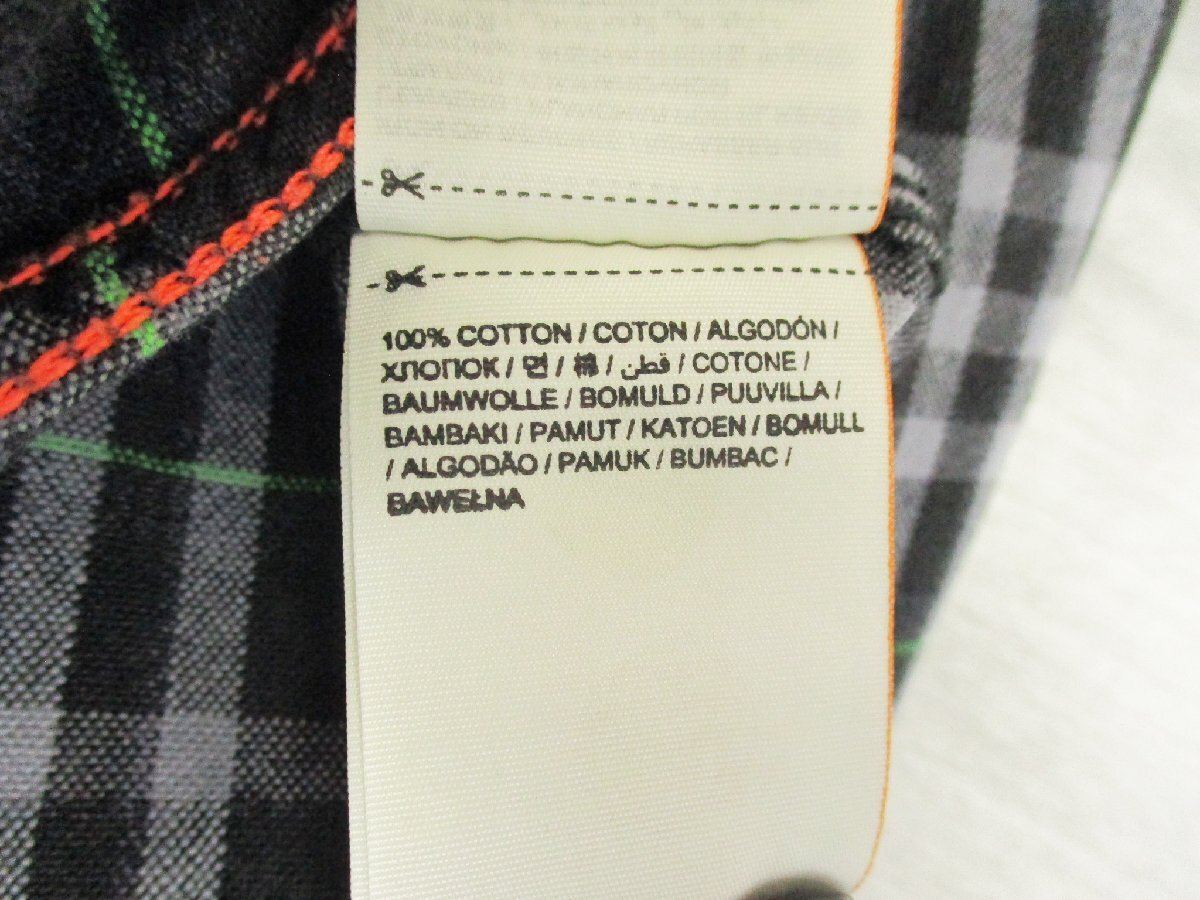 100% COTTON / COTON / ALGODÓN /
ХЛОПОК / 면 / 棉 / قطن / COTONE /
BAUMWOLLE / BOMULD / PUUVILLA /
BAMBAKI / PAMUT / KATOEN / BOMULL
/ ALGODÃO / PAMUK / BUMBAC /
BAWEŁNA